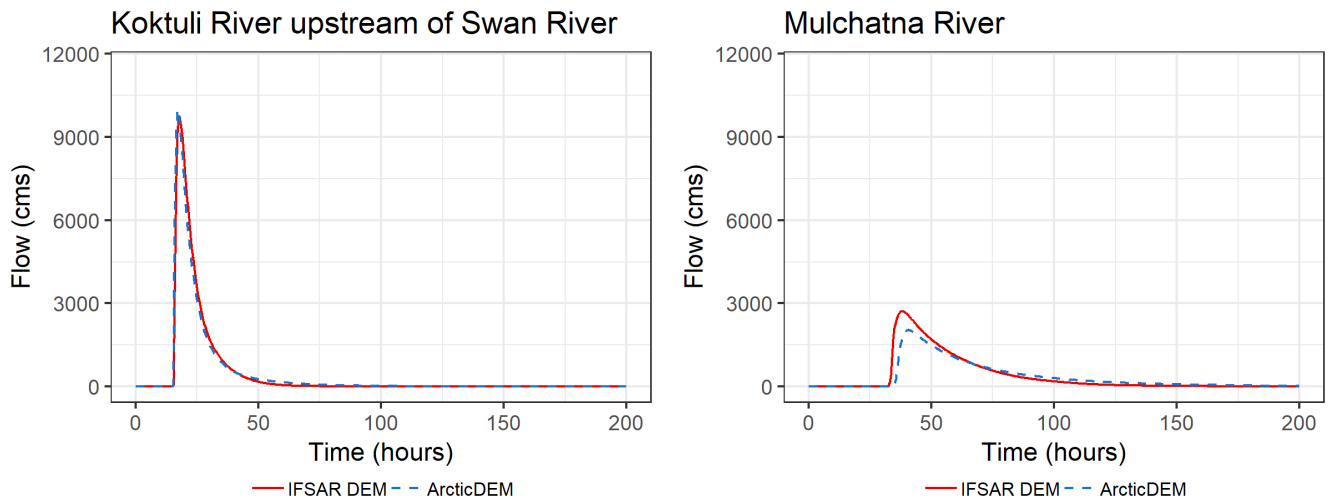 Koktuli River upstream of Swan River
12000
9000
6000
3000
0
Flow (cms)
0 50 100 150 200
Time (hours)
IFSAR DEM ArcticDEM
Mulchatna River
12000
9000
6000
3000
0
Flow (cms)
0 50 100 150 200
Time (hours)
IFSAR DEM ArcticDEM